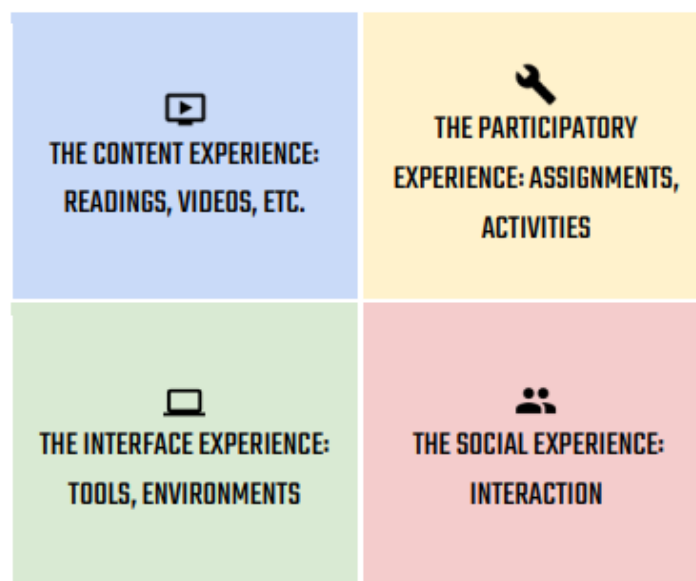 THE CONTENT EXPERIENCE:
READINGS, VIDEOS, ETC.
THE PARTICIPATORY
EXPERIENCE: ASSIGNMENTS,
ACTIVITIES
THE INTERFACE EXPERIENCE:
TOOLS, ENVIRONMENTS
THE SOCIAL EXPERIENCE:
INTERACTION